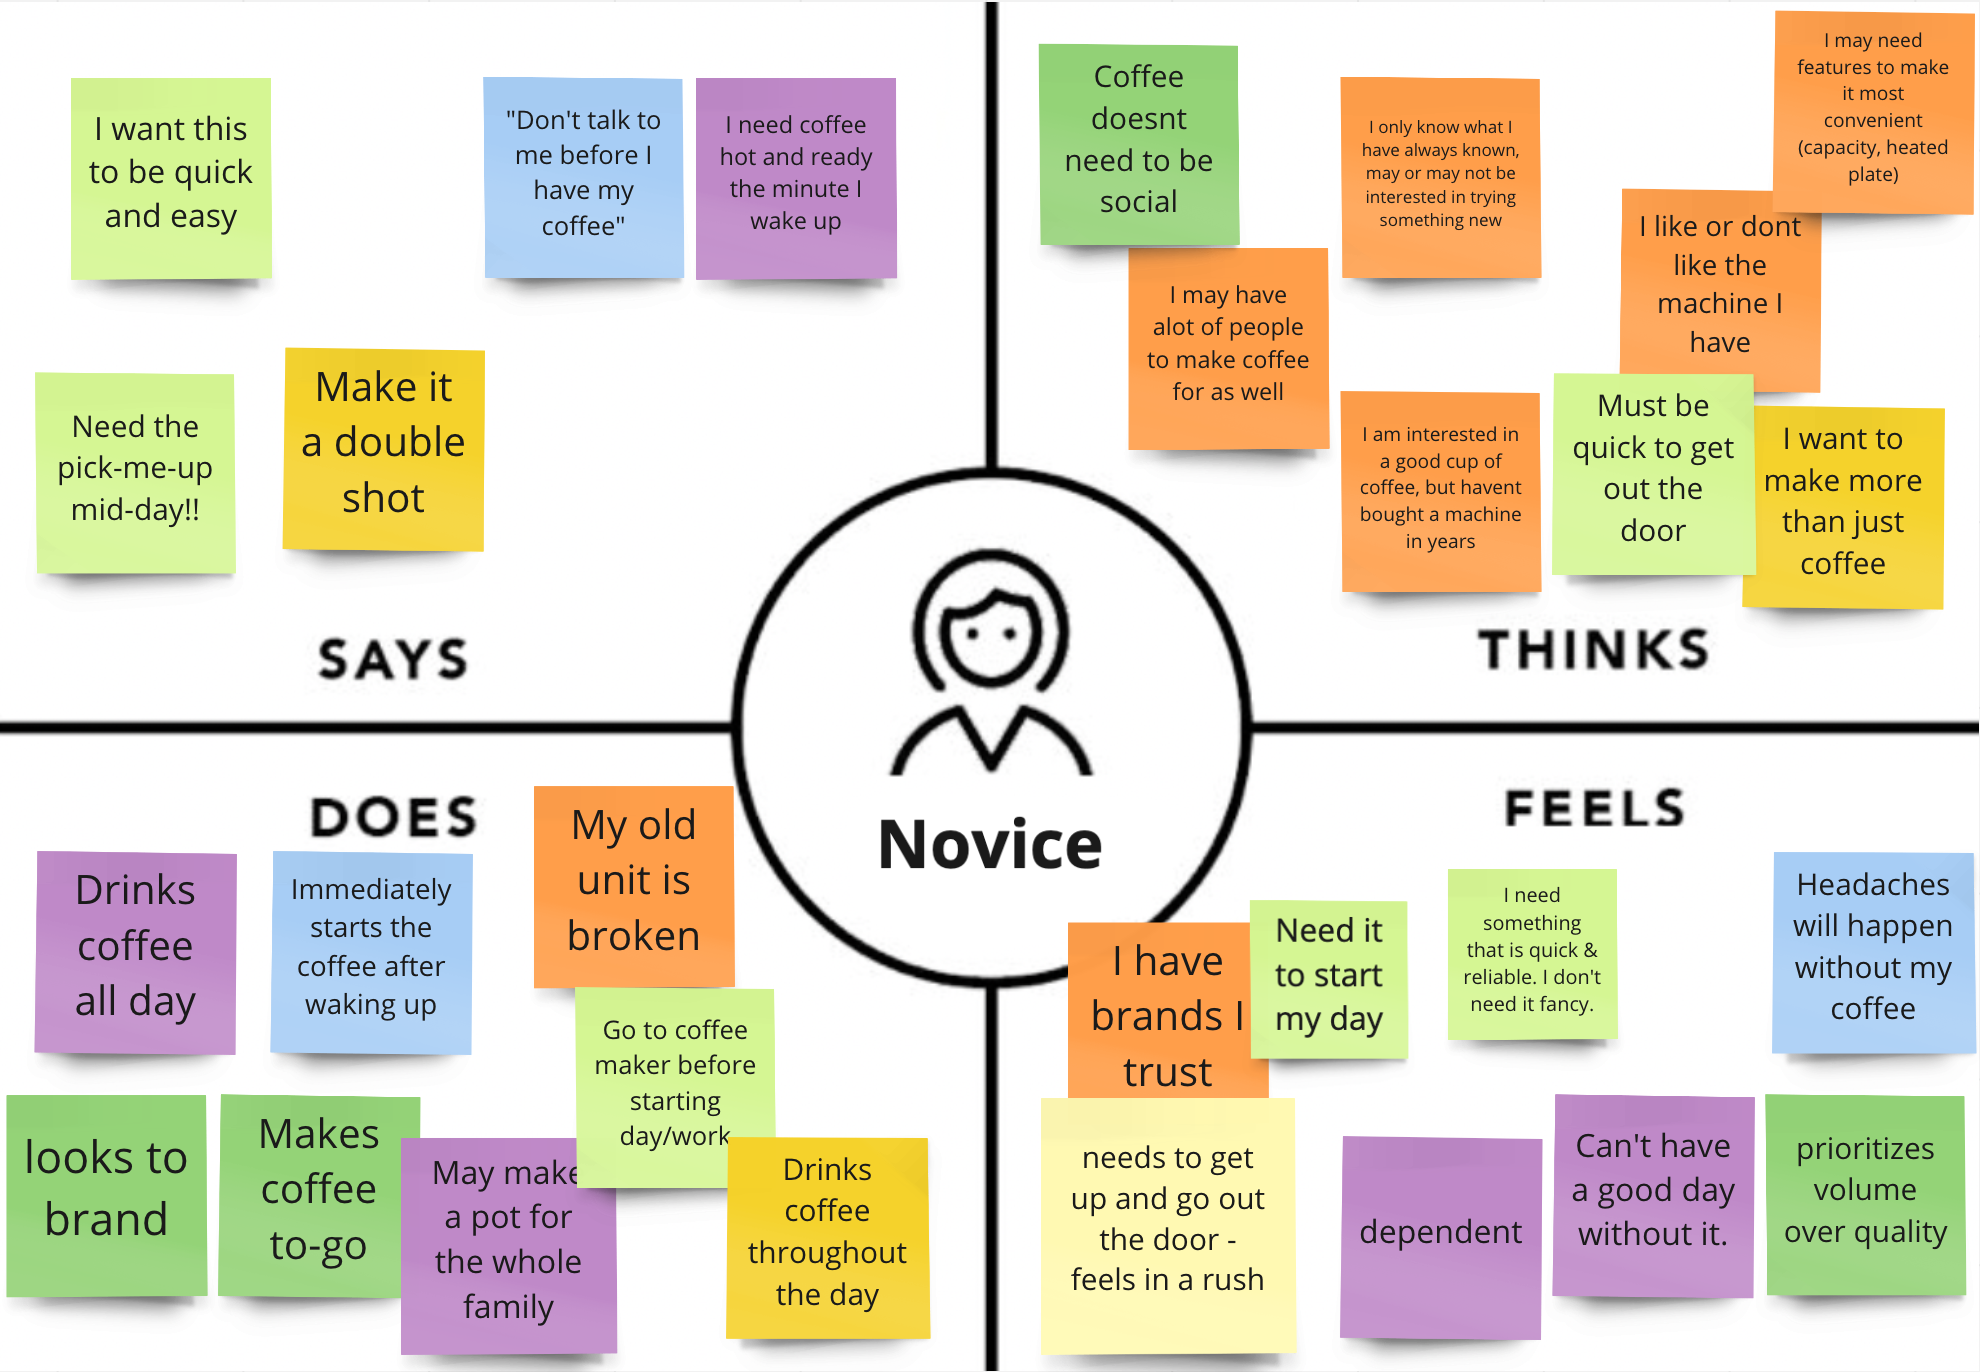 I want this
to be quick
and easy
"Don't talk to
me before I
have my
coffee"
I need coffee
hot and ready
the minute I
wake up
Need the
pick-me-up
mid-day!!
Make it
a double
shot
SAYS
Coffee
doesnt
need to be
social
I only know what I
have always known,
may or may not be
interested in trying
something new
I may need
features to make
it most
convenient
(capacity, heated
plate)
I like or dont
like the
machine I
have
I may have
alot of people
to make coffee
for as well
I am interested in
a good cup of
coffee, but havent
bought a machine
in years
Must be
quick to get
out the
door
I want to
make more
than just
coffee
THINKS
Novice
DOES
My old
unit is
broken
Drinks
coffee
all day
Immediately
starts the
coffee after
waking up
Go to coffee
maker before
starting
day/work
looks to
brand
Makes
coffee
to-go
May make
a pot for
the whole
family
Drinks
coffee
throughout
the day
FEELS
I have
brands I
trust
Need it
to start
my day
I need
something
that is quick &
reliable. I don't
need it fancy.
Headaches
will happen
without my
coffee
needs to get
up and go out
the door -
feels in a rush
dependent
Can't have
a good day
without it.
prioritizes
volume
over quality